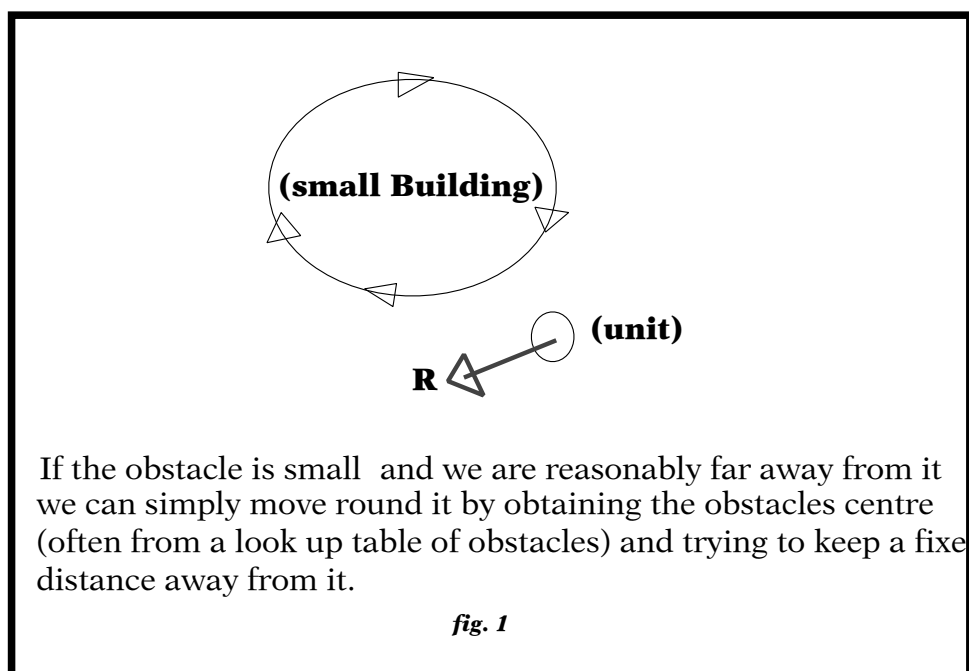 (small Building)
(unit)
R
If the obstacle is small and we are reasonably far away from it
we can simply move round it by obtaining the obstacles centre
(often from a look up table of obstacles) and trying to keep a fixe
distance away from it.
fig. 1